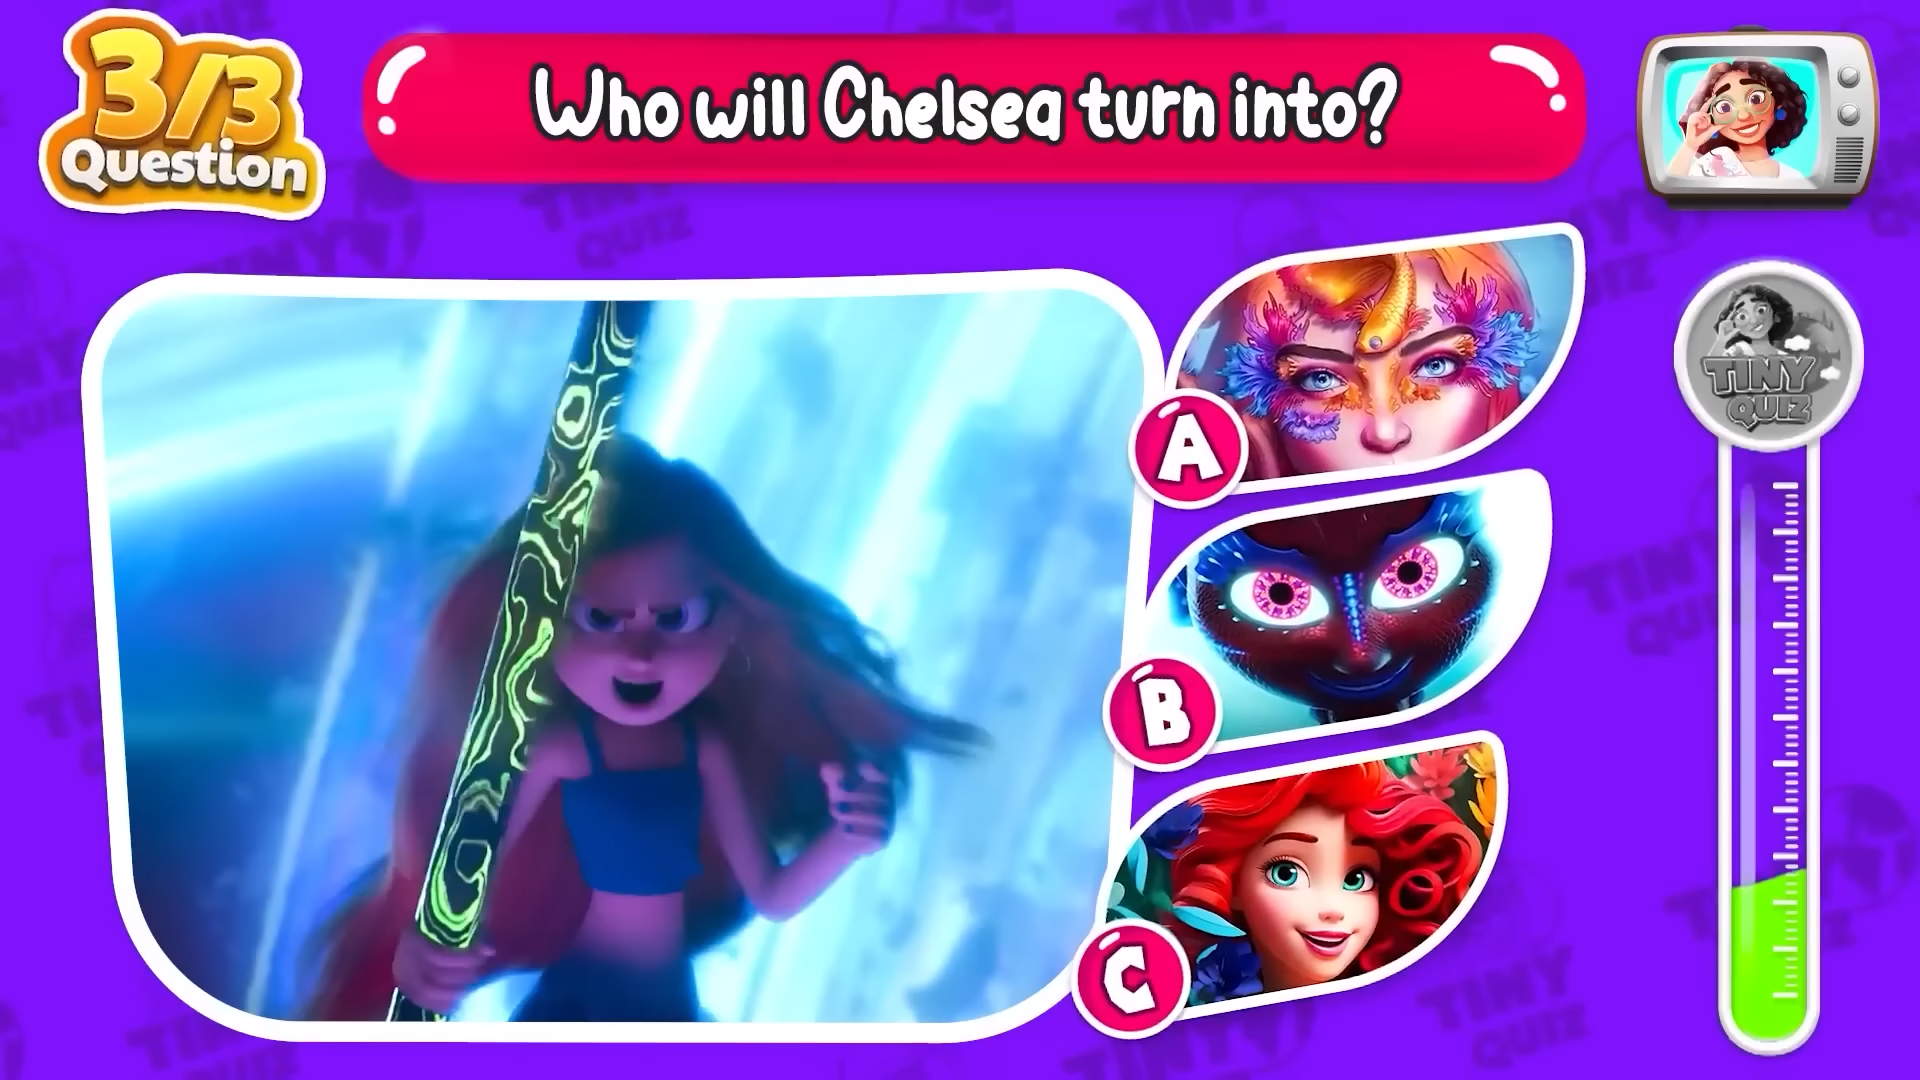 3/3
Question
Who will Chelsea turn into?
A
B
C
TINY
QUIZ